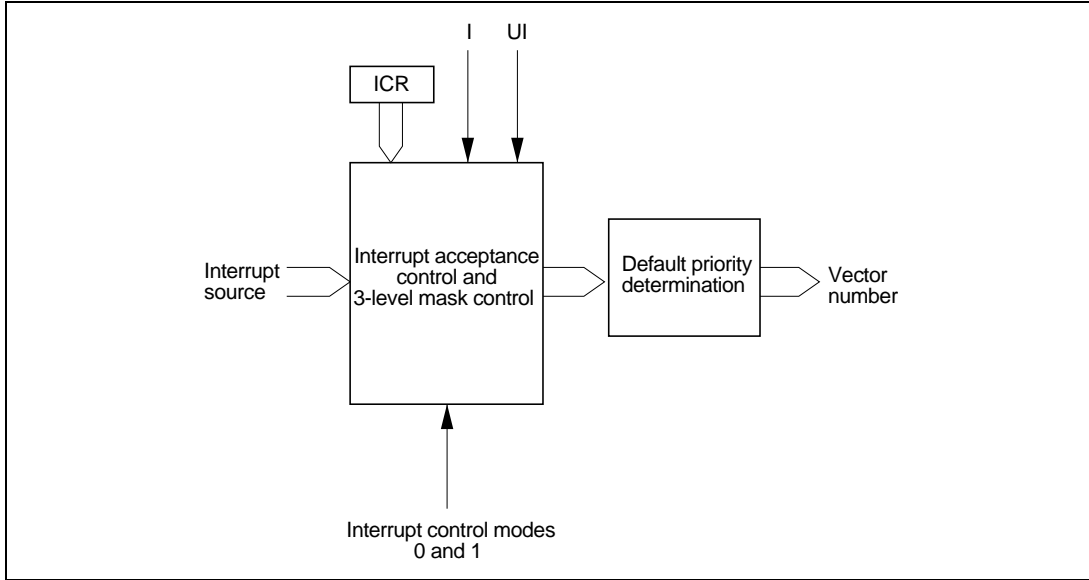 I
UI
ICR
Interrupt acceptance
control and
3-level mask control
Interrupt
source
Default priority
determination
Vector
number
Interrupt control modes
0 and 1